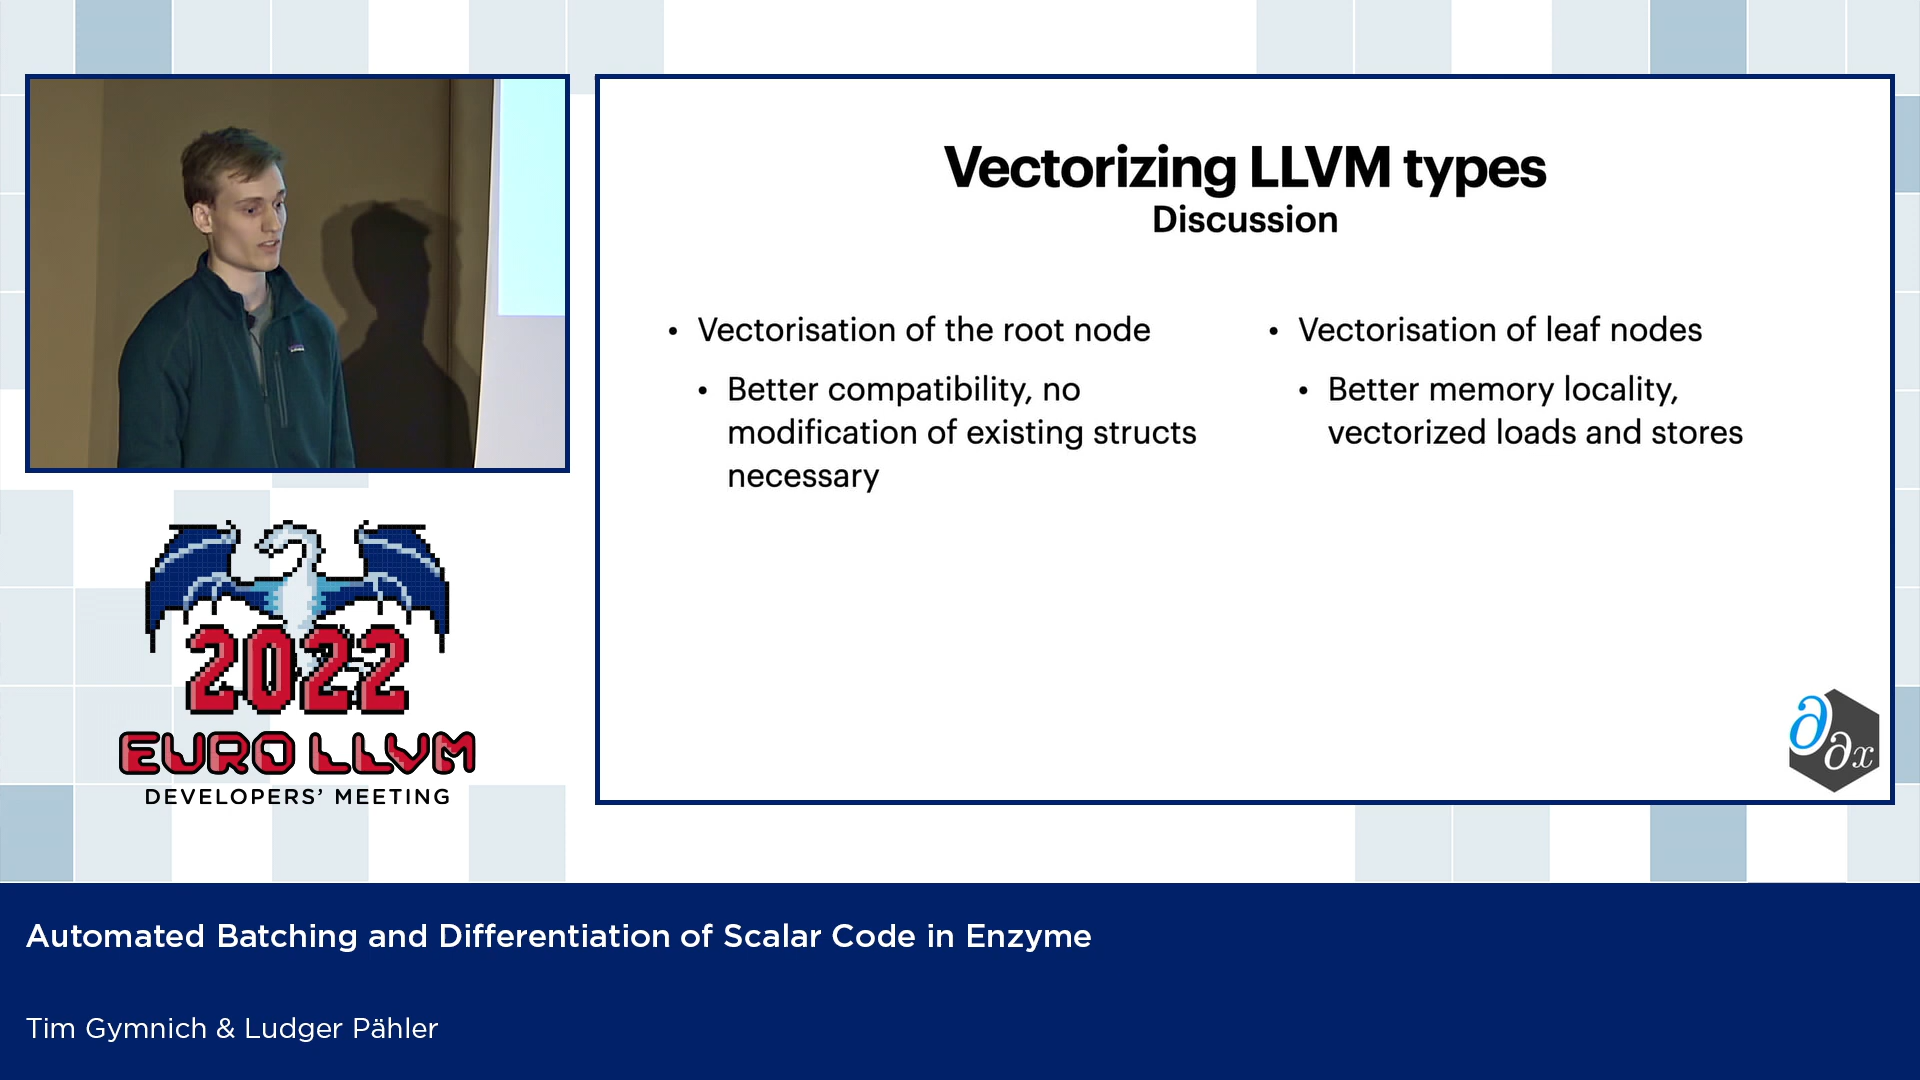 Vectorizing LLVM types
Discussion
• Vectorisation of the root node
• Better compatibility, no
modification of existing structs
necessary
• Vectorisation of leaf nodes
• Better memory locality,
vectorized loads and stores
∂
∂x
2022
EURO LLVM
DEVELOPERS’ MEETING
Automated Batching and Differentiation of Scalar Code in Enzyme
Tim Gymnich & Ludger Pähler